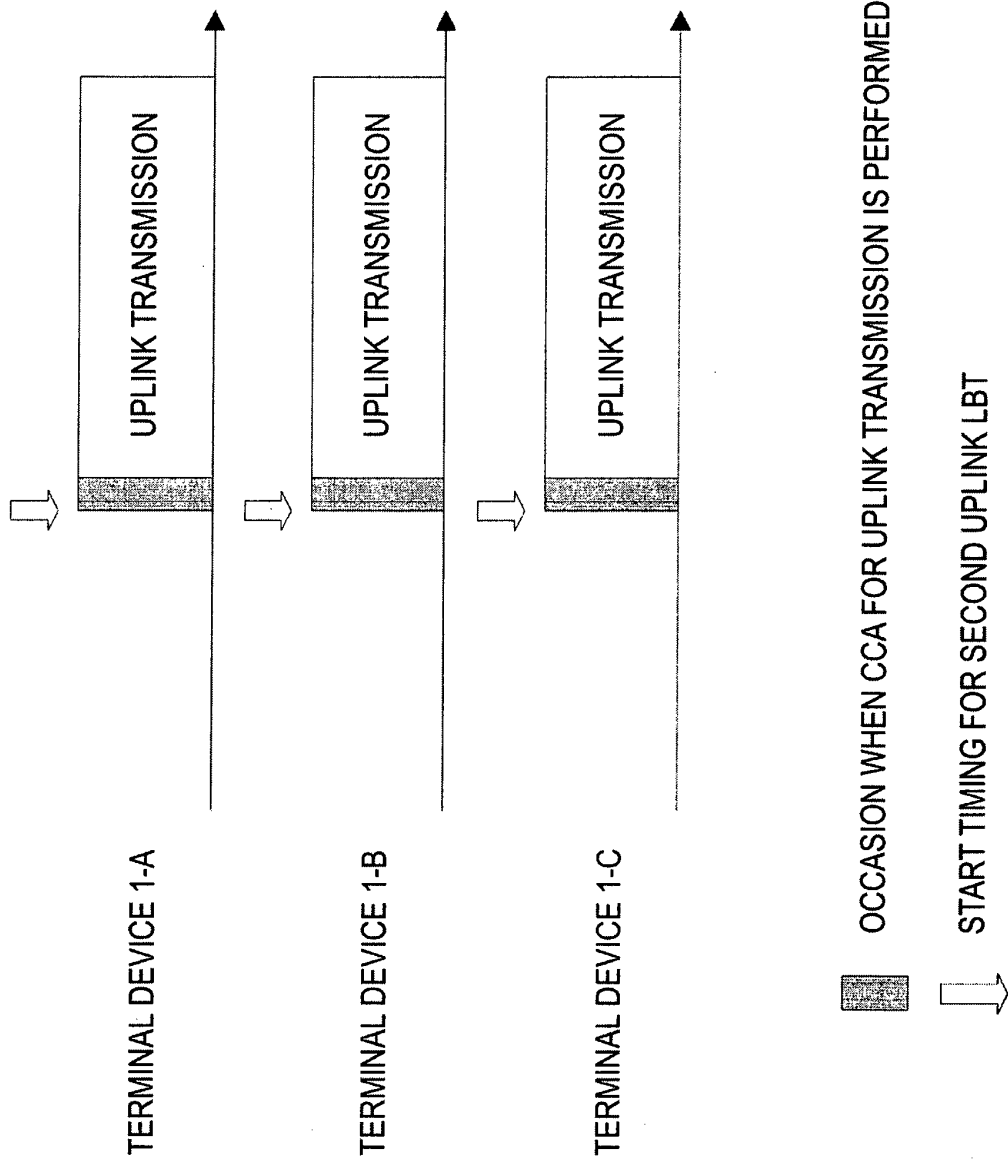 TERMINAL DEVICE 1-A
UPLINK TRANSMISSION
TERMINAL DEVICE 1-B
UPLINK TRANSMISSION
TERMINAL DEVICE 1-C
UPLINK TRANSMISSION
OCCASION WHEN CCA FOR UPLINK TRANSMISSION IS PERFORMED
START TIMING FOR SECOND UPLINK LBT